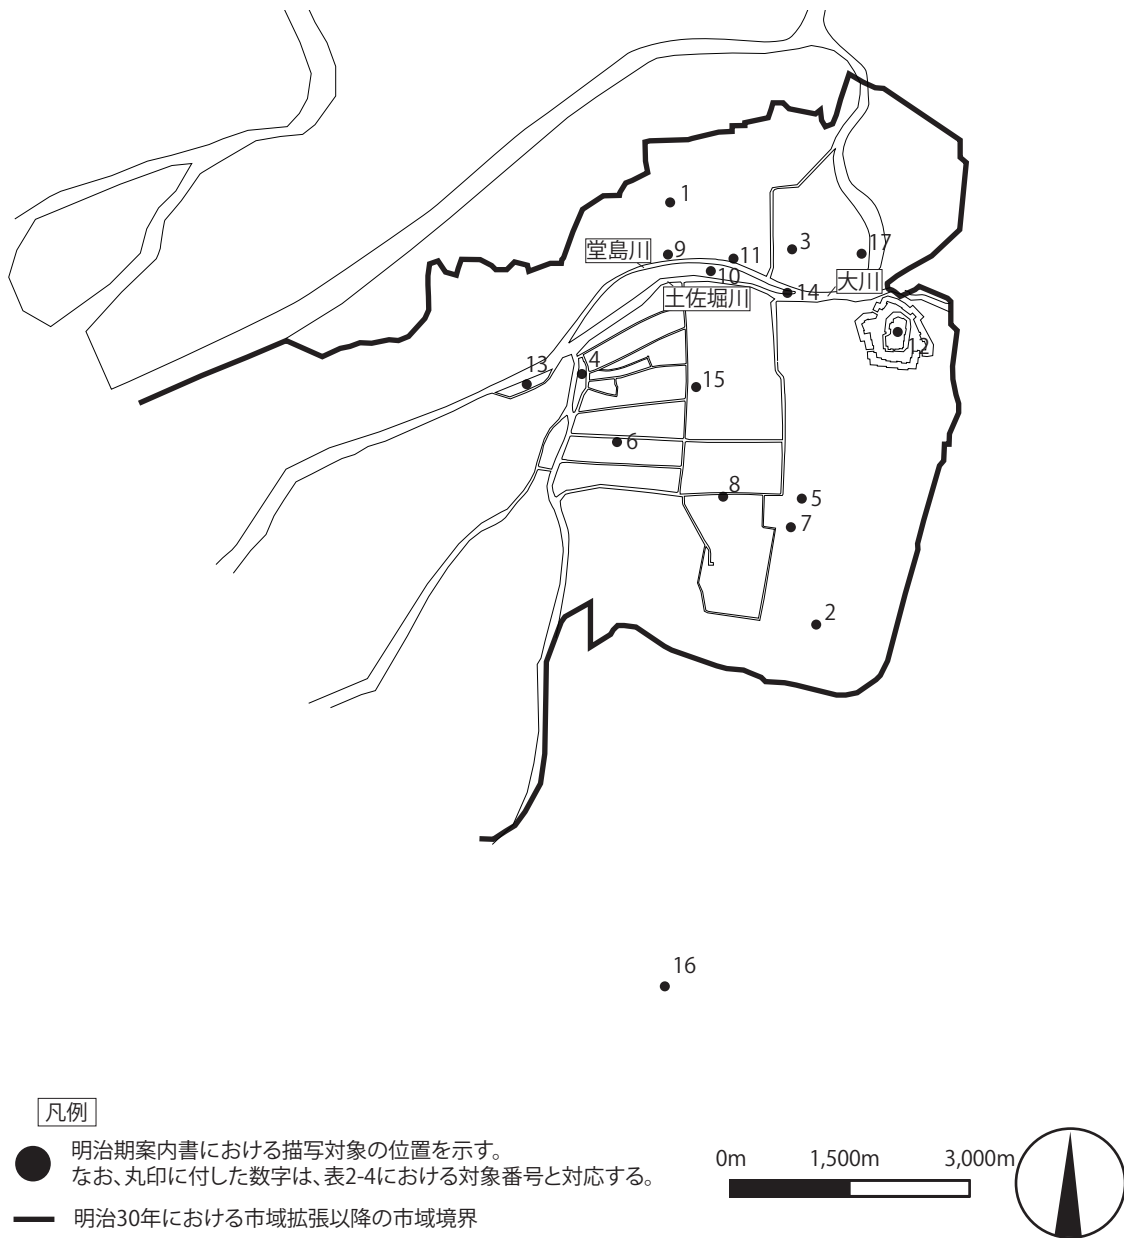 1
3
17
9
11
堂島川
10
大川
土佐堀川
14
12
13
4
15
6
8
5
7
2
16
凡例
明治期案内書における描写対象の位置を示す。
なお、丸印に付した数字は、表2-4における対象番号と対応する。
明治30年における市域拡張以降の市域境界
0m 1,500m 3,000m